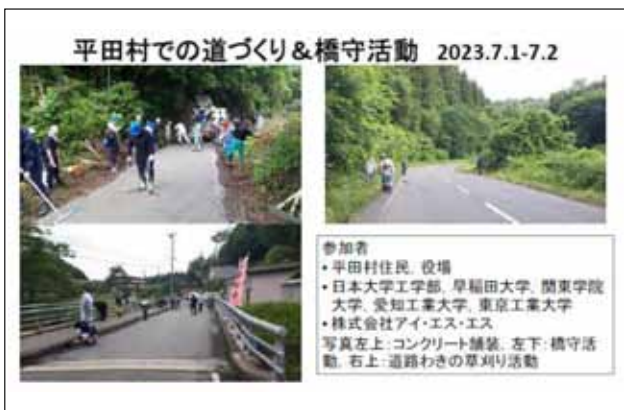 平田村での道づくり＆橋守活動 2023.7.1-7.2
参加者
• 平田村住民, 役場
• 日本大学工学部, 早稲田大学, 関東学院
大学, 愛知工業大学, 東京工業大学
• 株式会社アイ・エス・エス
写真左上：コンクリート舗装, 左下：橋守活
動, 右上：道路わきの草刈り活動